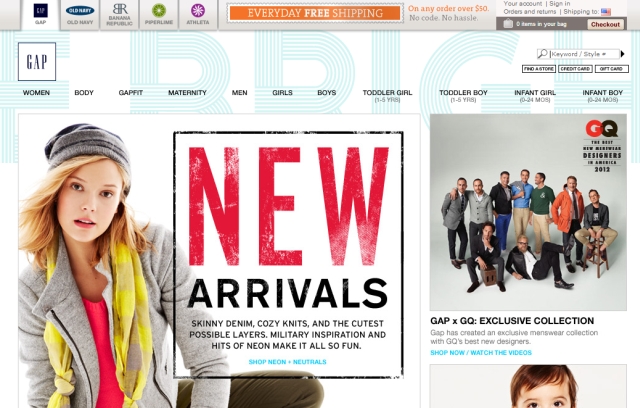 GAP
OLD NAVY
BANANA
REPUBLIC
PIPERLIME
ATHLETA
EVERYDAY FREE SHIPPING
On any order over $50.
No code. No hassle.
Your account | Sign in
Orders and returns | Shipping to:
0 items in your bag
Checkout
GAP
Keyword / Style #
FIND A STORE
CREDIT CARD
GIFT CARD
WOMEN
BODY
GAPFIT
MATERNITY
MEN
GIRLS
BOYS
TODDLER GIRL
(1-5 YRS)
TODDLER BOY
(1-5 YRS)
INFANT GIRL
(0-24 MOS)
INFANT BOY
(0-24 MOS)
NEW
ARRIVALS
SKINNY DENIM, COZY KNITS, AND THE CUTEST
POSSIBLE LAYERS. MILITARY INSPIRATION AND
HITS OF NEON MAKE IT ALL SO FUN.
SHOP NEON + NEUTRALS
GQ
THE BEST
NEW MENSWEAR
DESIGNERS
IN AMERICA
2012
GAP x GQ: EXCLUSIVE COLLECTION
Gap has created an exclusive menswear collection
with GQ's best new designers.
SHOP NOW / WATCH THE VIDEOS